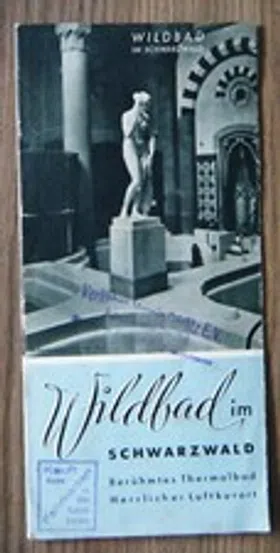 WILDBAD
IM SCHWARZWALD
Wildbad im
SCHWARZWALD
Berühmtes Thermalbad
Herrlicher Luftkurort